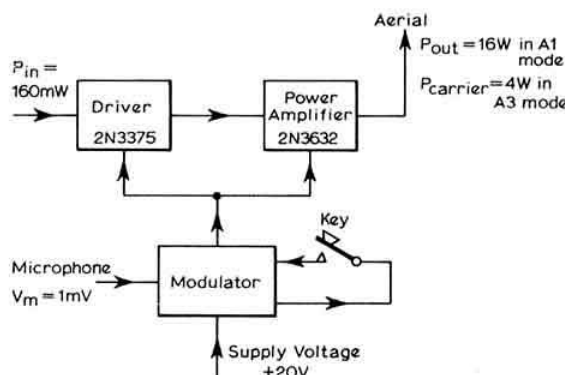 Aerial
Pout = 16W in A1
mode
Pcarrier = 4W in
A3 mode
Pin =
160mW
Driver
2N3375
Power
Amplifier
2N3632
Key
Microphone
Vm = 1mV
Modulator
Supply Voltage
+20V